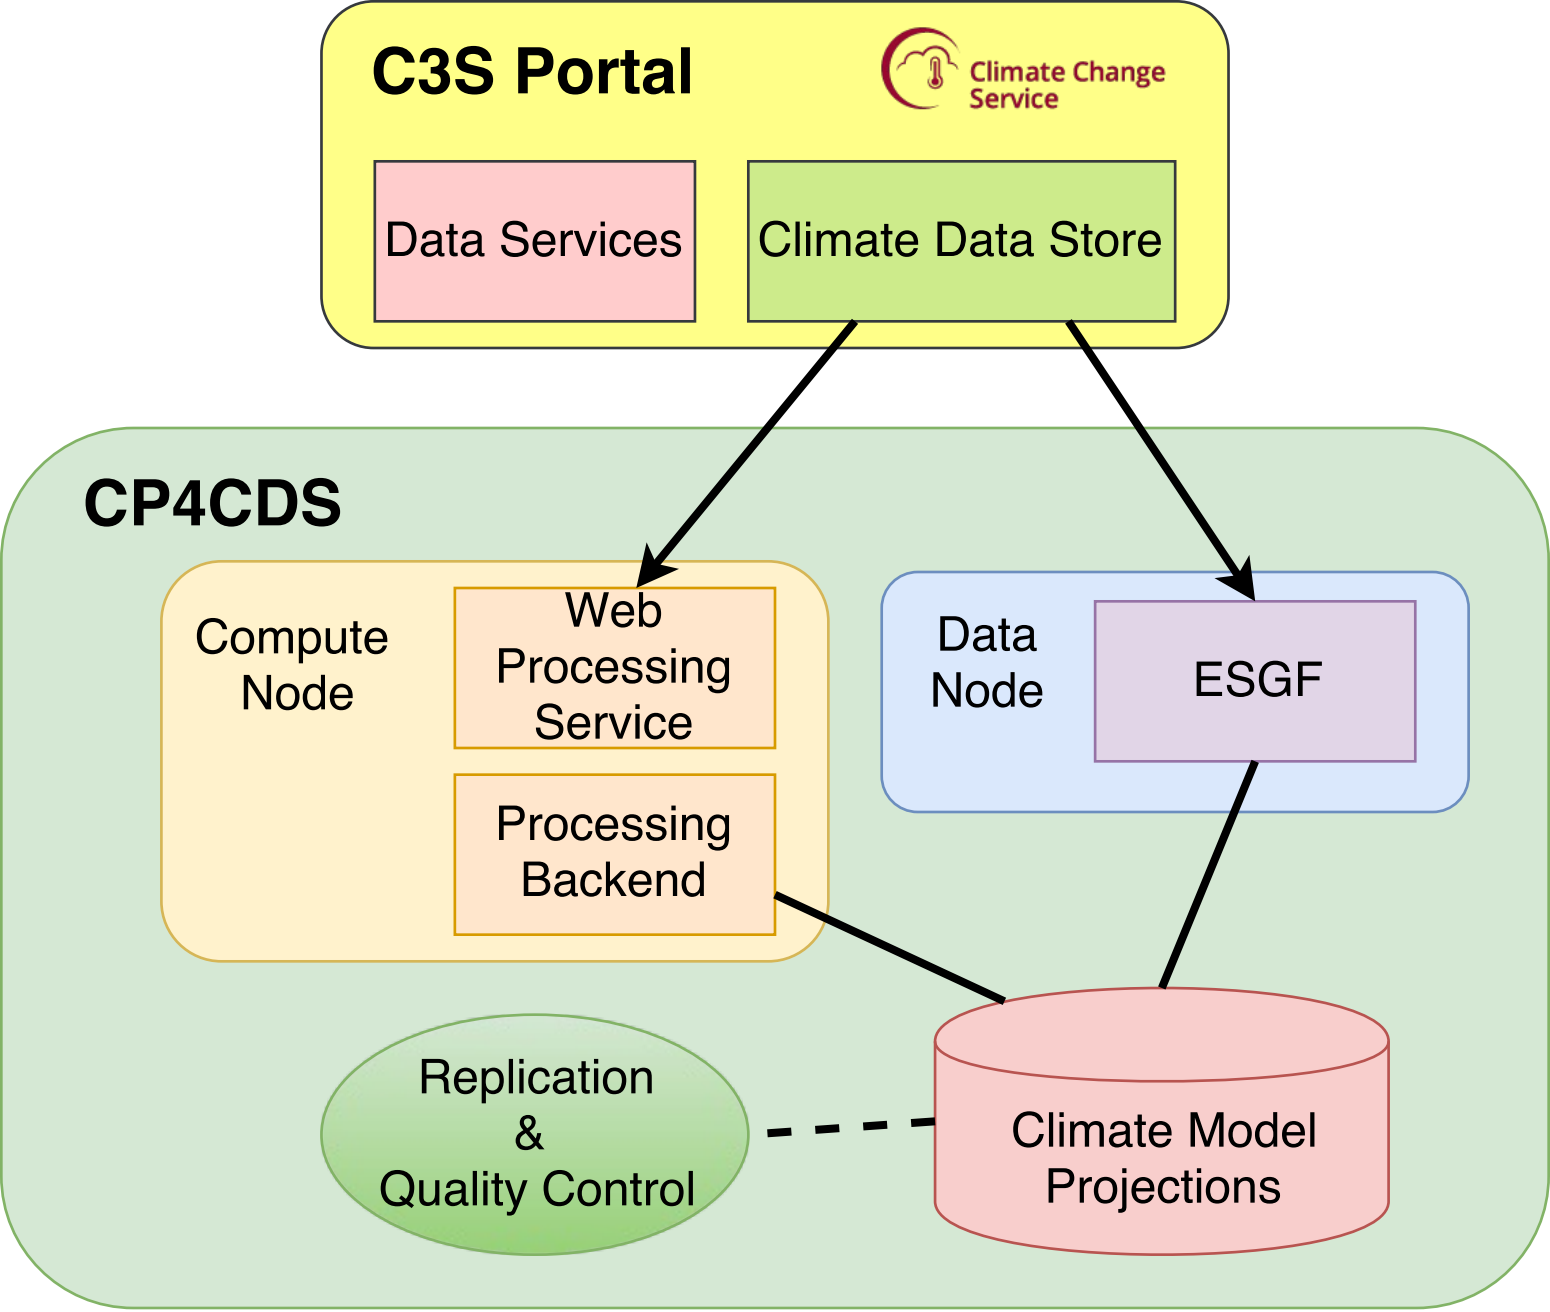 C3S Portal
Climate Change
Service
Data Services
Climate Data Store
CP4CDS
Compute
Node
Web
Processing
Service
Processing
Backend
Data
Node
ESGF
Replication
&
Quality Control
Climate Model
Projections